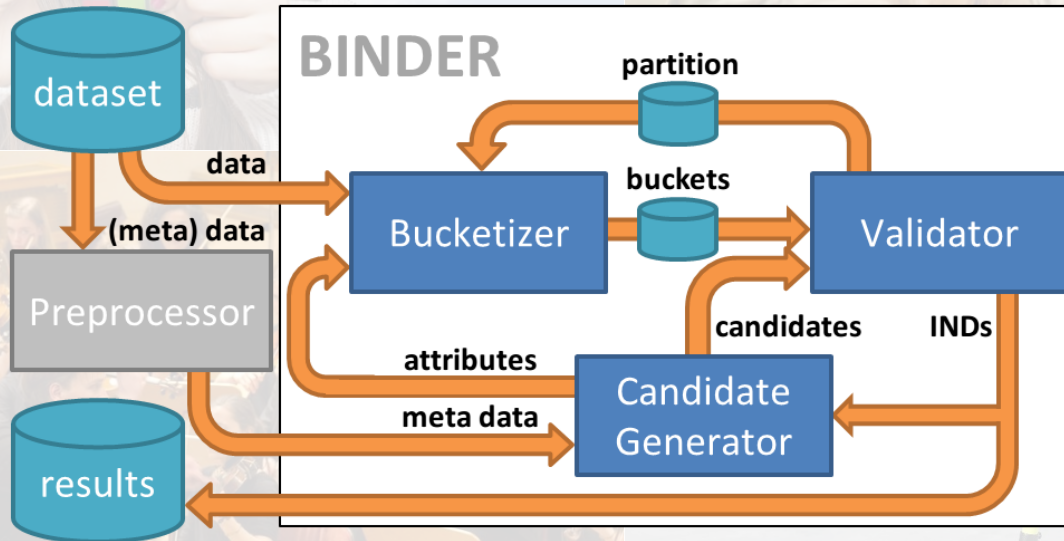 BINDER
partition
dataset
data
buckets
Bucketizer
Validator
(meta) data
Preprocessor
candidates
INDs
attributes
Candidate
Generator
meta data
results